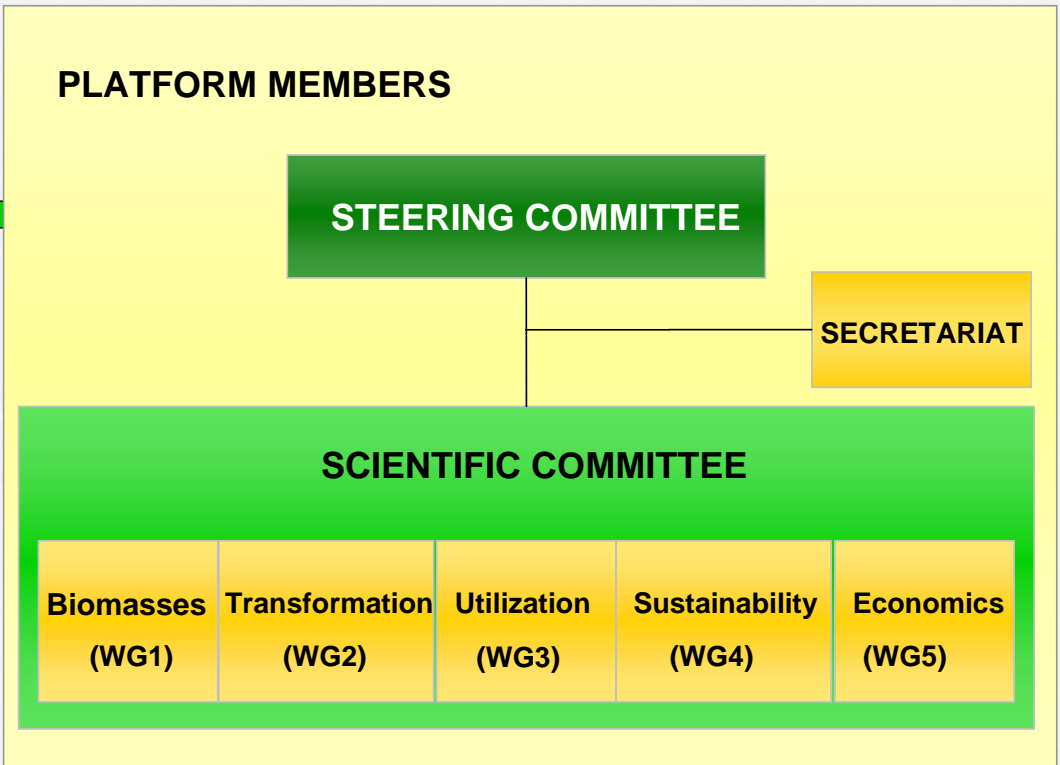 PLATFORM MEMBERS
STEERING COMMITTEE
SECRETARIAT
SCIENTIFIC COMMITTEE
Biomasses Transformation Utilization Sustainability Economics
(WG1) (WG2) (WG3) (WG4) (WG5)